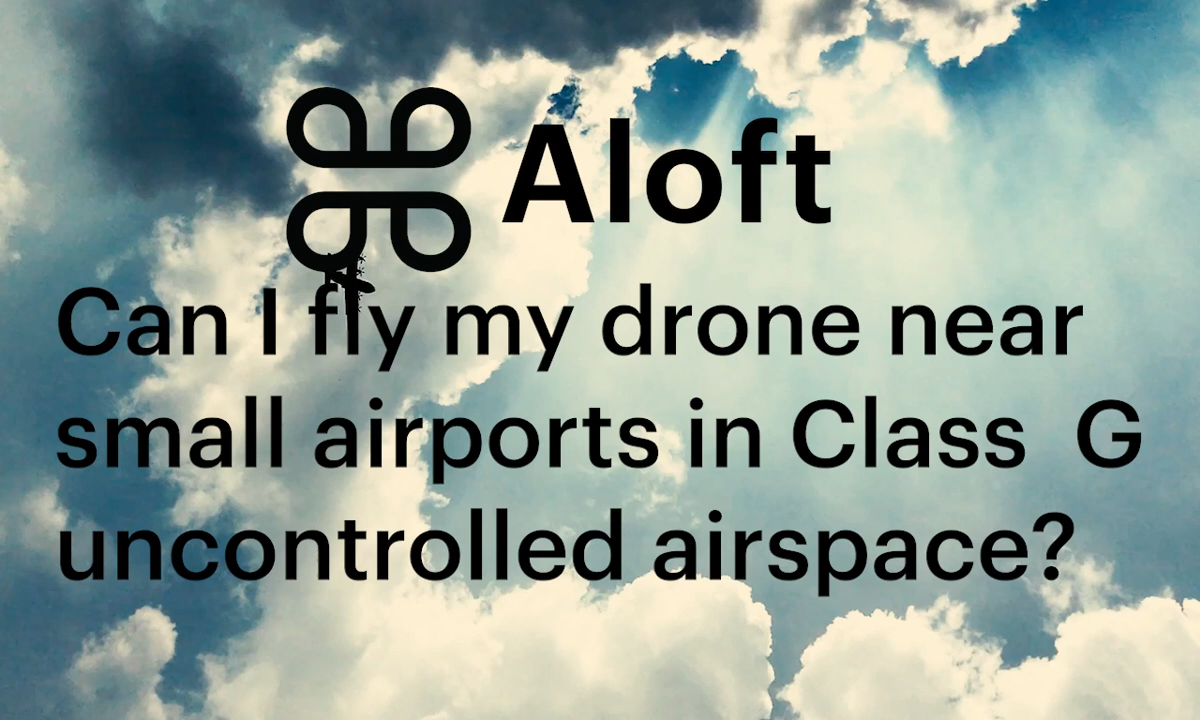 Aloft
Can I fly my drone near
small airports in Class G
uncontrolled airspace?